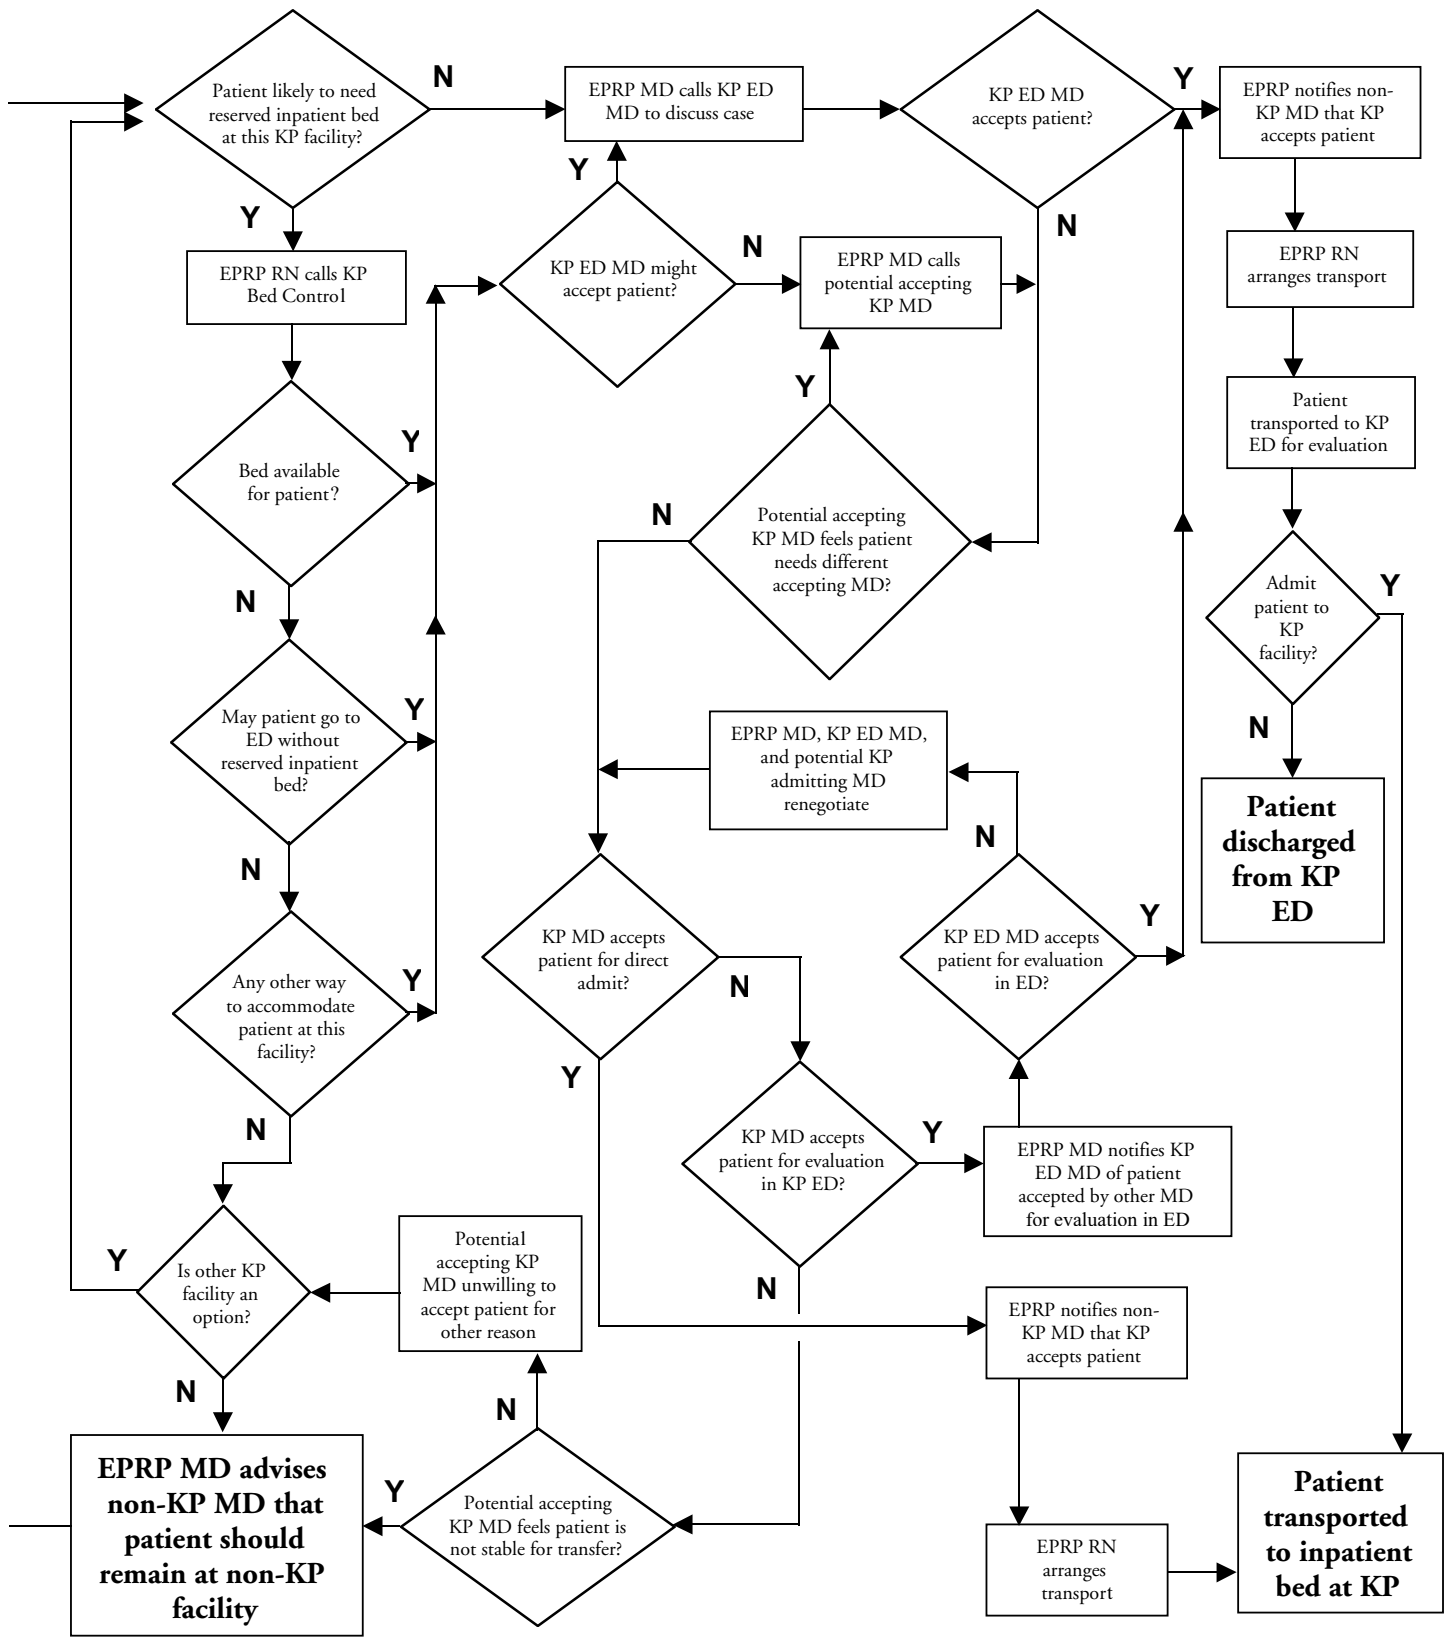 Patient likely to need
reserved inpatient bed
at this KP facility?
N
EPRP MD calls KP ED
MD to discuss case
KP ED MD
accepts patient?
Y
EPRP notifies non-
KP MD that KP
accepts patient
Y
Y
N
EPRP RN calls KP
Bed Control
KP ED MD might
accept patient?
N
EPRP MD calls
potential accepting
KP MD
EPRP RN
arranges transport
Y
Bed available
for patient?
Y
Patient
transported to KP
ED for evaluation
N
N
Potential accepting
KP MD feels patient
needs different
accepting MD?
Admit
patient to
KP
facility?
Y
May patient go to
ED without
reserved inpatient
bed?
Y
N
EPRP MD, KP ED MD,
and potential KP
admitting MD
renegotiate
N
Patient
discharged
from KP
ED
N
KP MD accepts
patient for direct
admit?
N
KP ED MD accepts
patient for evaluation
in ED?
Y
Any other way
to accommodate
patient at this
facility?
Y
N
Y
KP MD accepts
patient for evaluation
in KP ED?
Y
EPRP MD notifies KP
ED MD of patient
accepted by other MD
for evaluation in ED
Y
Is other KP
facility an
option?
Potential
accepting KP
MD unwilling to
accept patient for
other reason
N
EPRP notifies non-
KP MD that KP
accepts patient
N
N
EPRP MD advises
non-KP MD that
patient should
remain at non-KP
facility
Y
Potential accepting
KP MD feels patient is
not stable for transfer?
EPRP RN
arranges
transport
Patient
transported
to inpatient
bed at KP